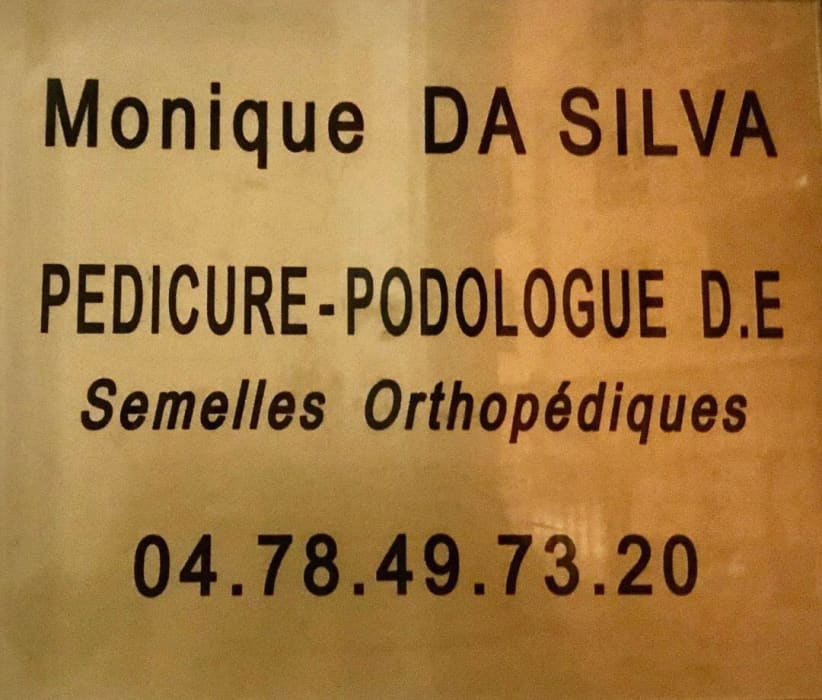 Monique DA SILVA
PEDICURE-PODOLOGUE D.E
Semelles Orthopédiques
04.78.49.73.20